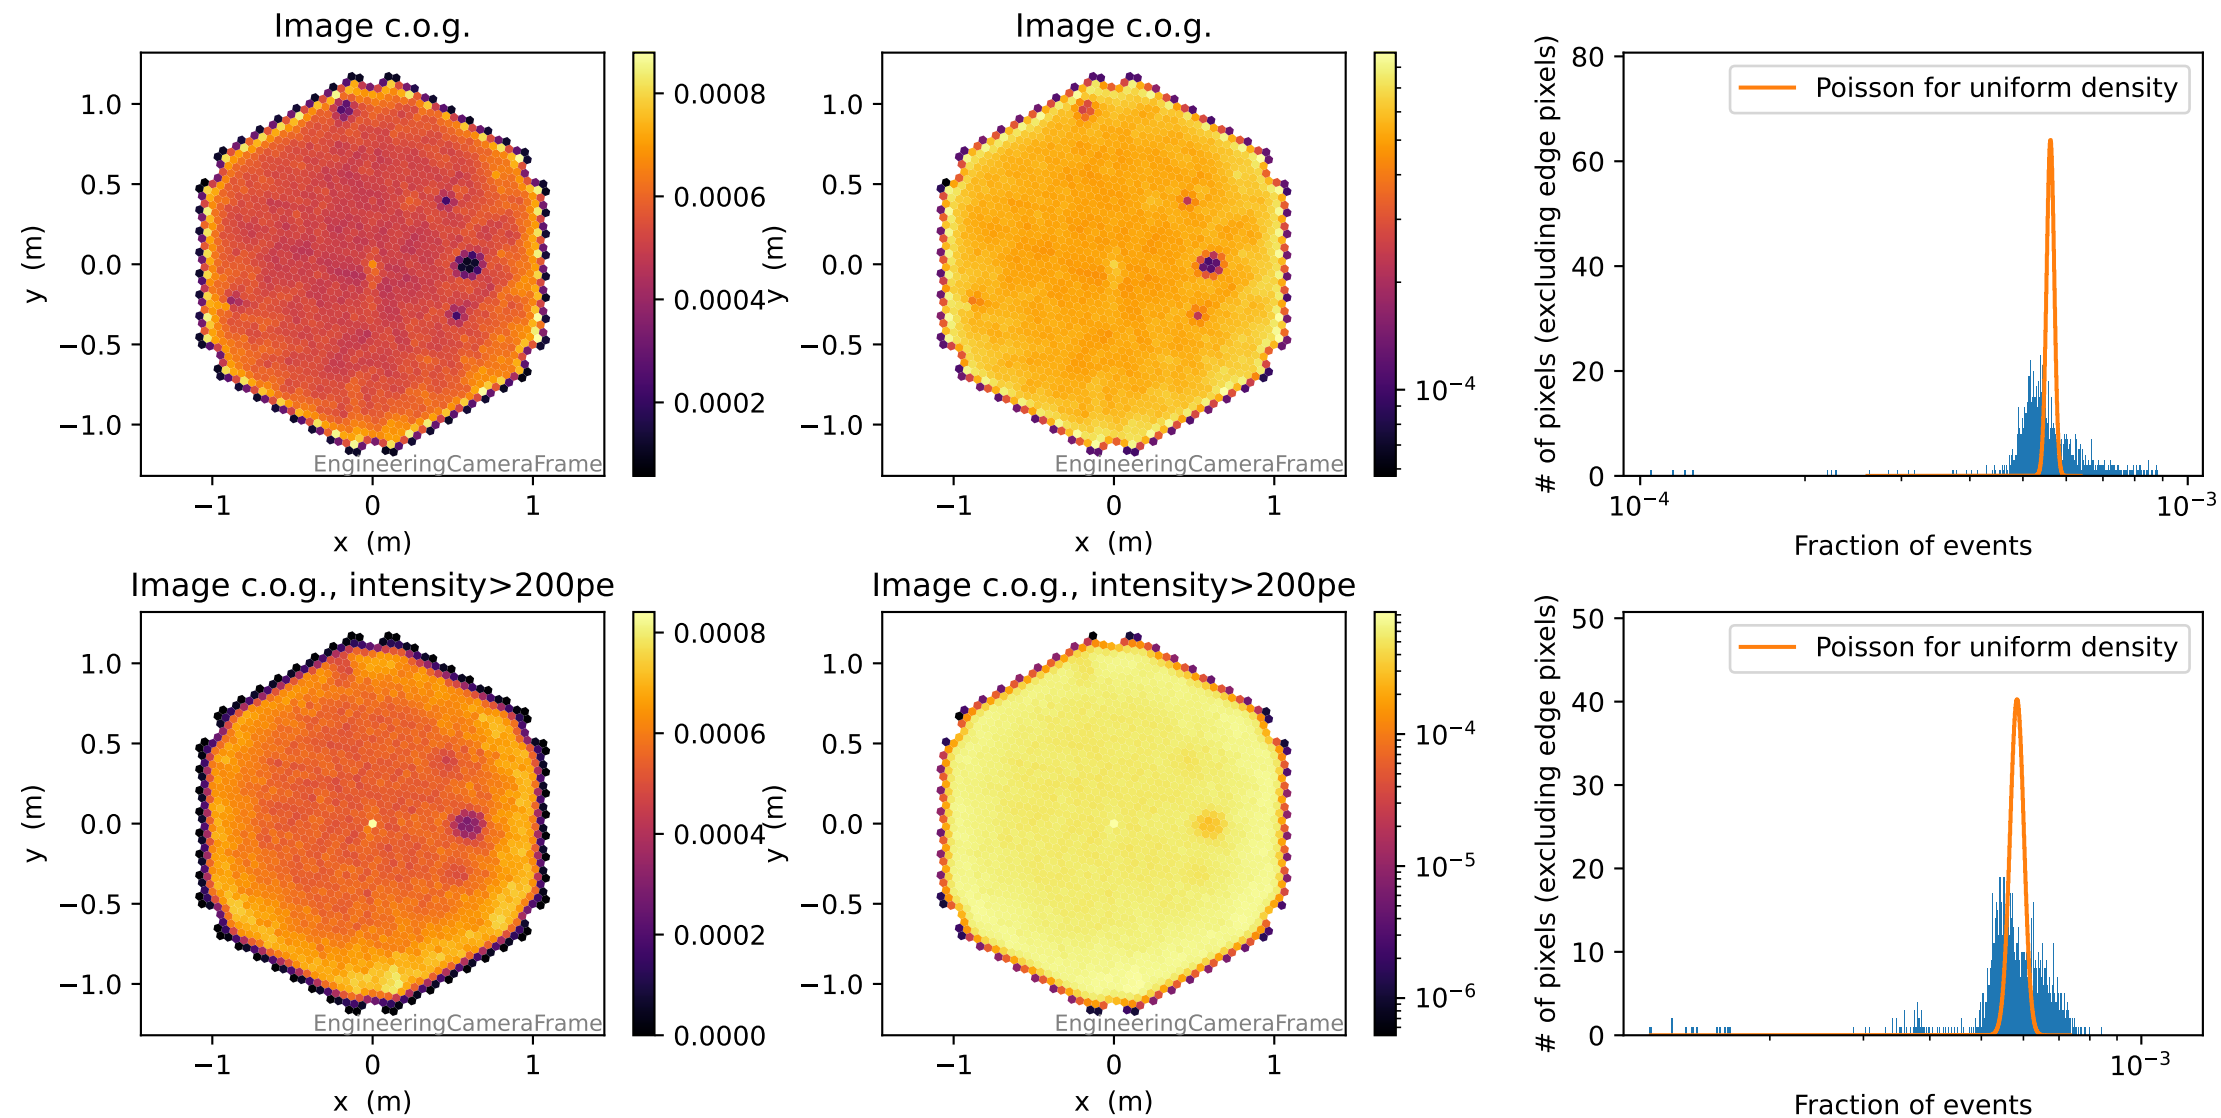 Image c.o.g.
y (m)
1.0
0.5
0.0
−0.5
−1.0
−1
0
1
x (m)
EngineeringCameraFrame
0.0008
0.0006
0.0004
0.0002
Image c.o.g.
y (m)
1.0
0.5
0.0
−0.5
−1.0
−1
0
1
x (m)
EngineeringCameraFrame
10−4
# of pixels (excluding edge pixels)
80
60
40
20
0
Poisson for uniform density
10−4
10−3
Fraction of events
Image c.o.g., intensity>200pe
y (m)
1.0
0.5
0.0
−0.5
−1.0
−1
0
1
x (m)
EngineeringCameraFrame
0.0008
0.0006
0.0004
0.0002
0.0000
Image c.o.g., intensity>200pe
y (m)
1.0
0.5
0.0
−0.5
−1.0
−1
0
1
x (m)
EngineeringCameraFrame
10−4
10−5
10−6
# of pixels (excluding edge pixels)
50
40
30
20
10
0
Poisson for uniform density
10−3
Fraction of events